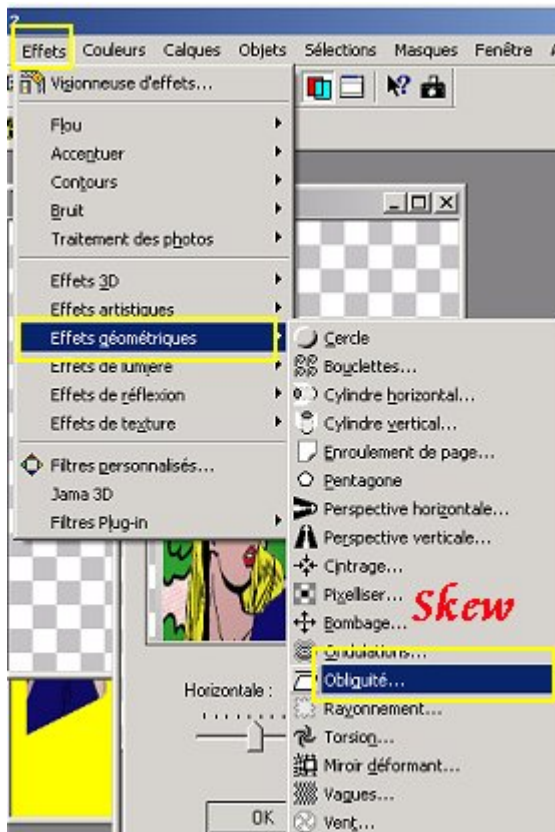 ?
Effets Couleurs Calques Objets Sélections Masques Fenêtre
Visionneuse d'effets...
Flou
Accentuer
Contours
Bruit
Traitement des photos
Effets 3D
Effets artistiques
Effets géométriques
Effets de lumière
Effets de réflexion
Effets de texture
Filtres personnalisés...
Jama 3D
Filtres Plug-in
Cercle
Bouclettes...
Cylindre horizontal...
Cylindre vertical...
Enroulement de page...
Pentagone
Perspective horizontale...
Perspective verticale...
Cintrage...
Pixelliser...
Skew
Bombage...
Ondulations...
Obliquité...
Rayonnement...
Torsion...
Miroir déformant...
Vagues...
Vent...
Horizontale :
OK